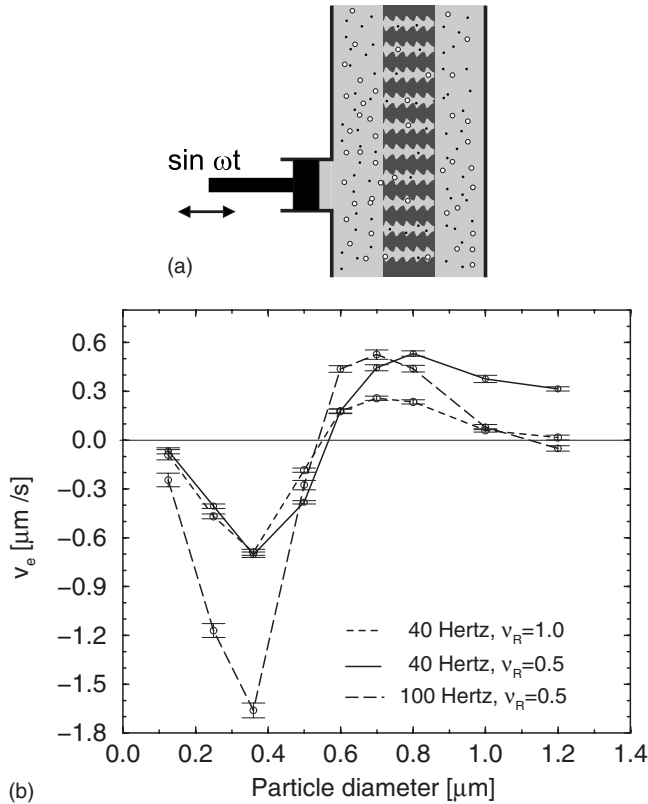 sin ωt
(a)
0.6
0.3
0.0
−0.3
−0.6
−0.9
−1.2
−1.5
−1.8
v_e [μm /s]
40 Hertz, ν_R=1.0
40 Hertz, ν_R=0.5
100 Hertz, ν_R=0.5
0.0 0.2 0.4 0.6 0.8 1.0 1.2 1.4
Particle diameter [μm]
(b)